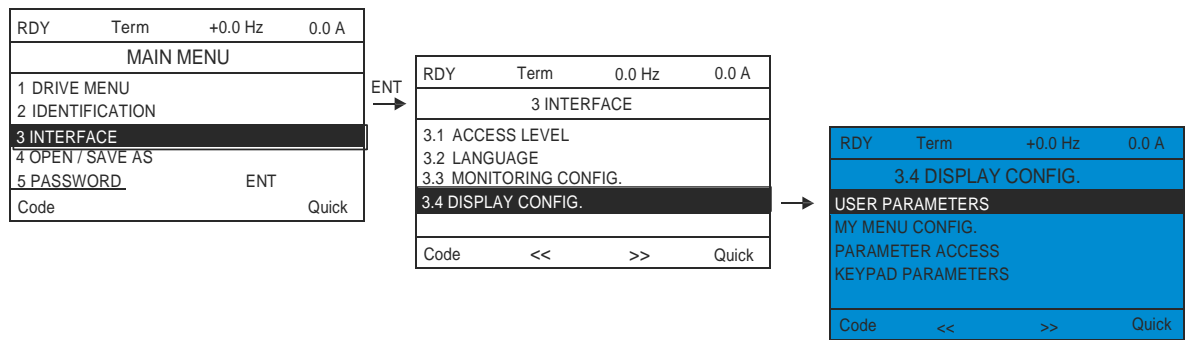 RDY Term +0.0 Hz 0.0 A
MAIN MENU
1 DRIVE MENU
2 IDENTIFICATION
3 INTERFACE
4 OPEN / SAVE AS
5 PASSWORD ENT
Code Quick
ENT
RDY Term 0.0 Hz 0.0 A
3 INTERFACE
3.1 ACCESS LEVEL
3.2 LANGUAGE
3.3 MONITORING CONFIG.
3.4 DISPLAY CONFIG.
Code << >> Quick
RDY Term +0.0 Hz 0.0 A
3.4 DISPLAY CONFIG.
USER PARAMETERS
MY MENU CONFIG.
PARAMETER ACCESS
KEYPAD PARAMETERS
Code << >> Quick